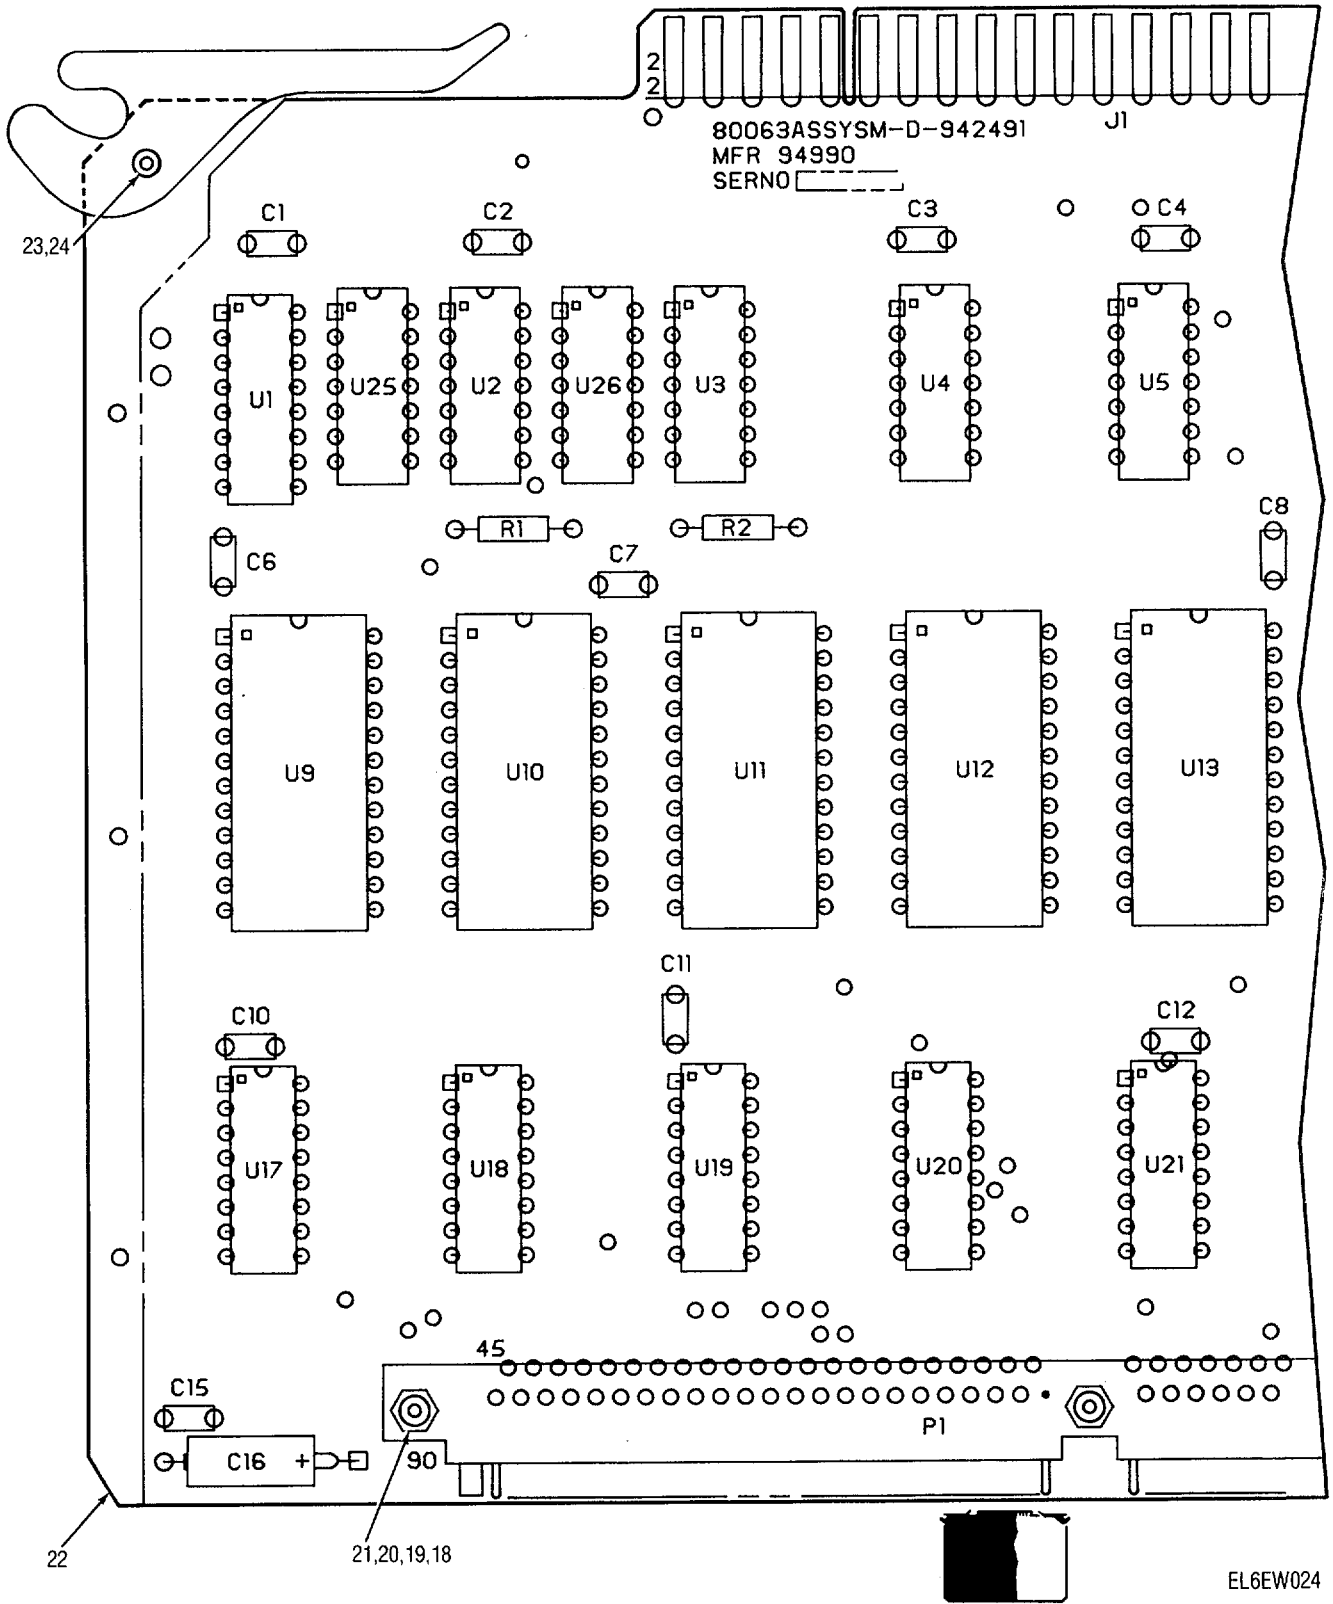 2
2
80063ASSYSM-D-942491
J1
MFR 94990
SERNO
23,24
C1
C2
C3
C4
U1
U25
U2
U26
U3
U4
U5
R1
R2
C8
C6
C7
U9
U10
U11
U12
U13
C11
C10
C12
U17
U18
U19
U20
U21
45
C15
P1
C16
+
90
22
21,20,19,18
EL6EW024